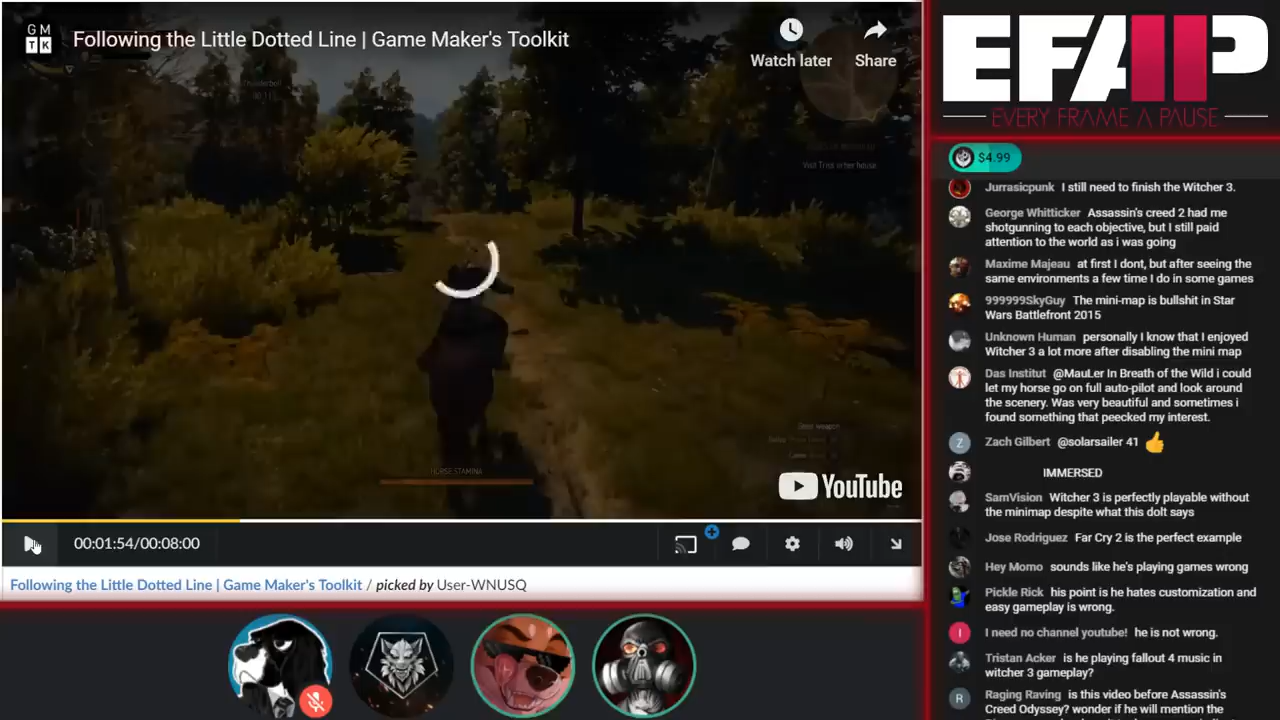 GM
TK
Following the Little Dotted Line | Game Maker's Toolkit
Watch later
Share
Visit Triss in her house.
HORSE STAMINA
YouTube
00:01:54/00:08:00
Following the Little Dotted Line | Game Maker's Toolkit / picked by User-WNUSQ
EFAP
EVERY FRAME A PAUSE
$4.99
Jurrasicpunk I still need to finish the Witcher 3.
George Whitticker Assassin's creed 2 had me
shotgunning to each objective, but I still paid
attention to the world as i was going
Maxime Majeau at first I dont, but after seeing the
same environments a few time I do in some games
999999SkyGuy The mini-map is bullshit in Star
Wars Battlefront 2015
Unknown Human personally I know that I enjoyed
Witcher 3 a lot more after disabling the mini map
Das Institut @MauLer In Breath of the Wild i could
let my horse go on full auto-pilot and look around
the scenery. Was very beautiful and sometimes i
found something that peecked my interest.
Z
Zach Gilbert @solarsailer 41 👍
IMMERSED
SamVision Witcher 3 is perfectly playable without
the minimap despite what this dolt says
Jose Rodriguez Far Cry 2 is the perfect example
Hey Momo sounds like he's playing games wrong
Pickle Rick his point is he hates customization and
easy gameplay is wrong.
I
I need no channel youtube! he is not wrong.
Tristan Acker is he playing fallout 4 music in
witcher 3 gameplay?
R
Raging Raving is this video before Assassin's
Creed Odyssey? wonder if he will mention the